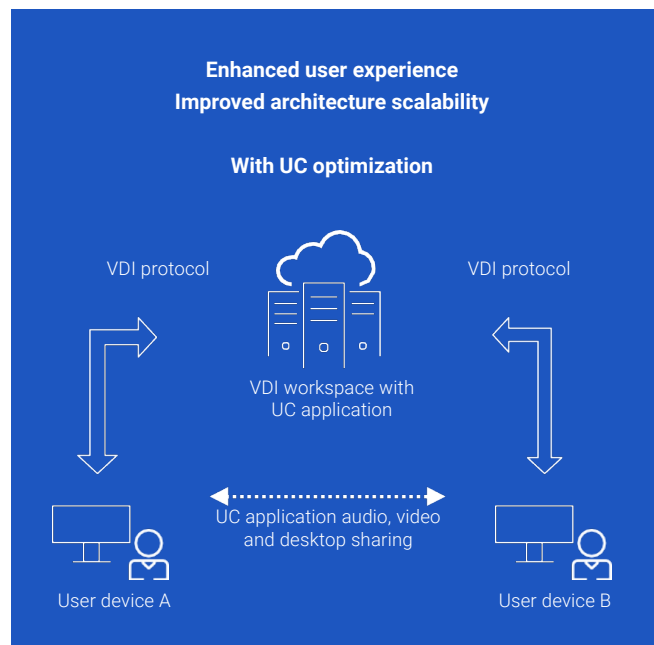 Enhanced user experience
Improved architecture scalability
With UC optimization
VDI protocol
VDI protocol
VDI workspace with
UC application
UC application audio, video
and desktop sharing
User device A
User device B